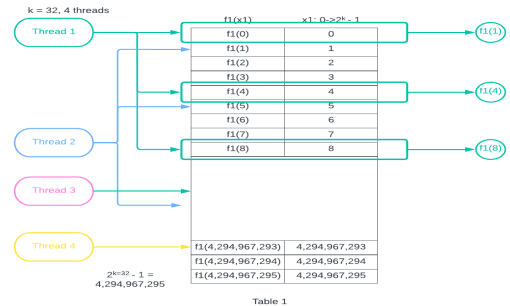 k = 32, 4 threads
f1(x1) x1: 0->2ᵏ - 1
Thread 1
f1(0) 0
f1(1)
f1(1) 1
f1(2) 2
f1(3) 3
f1(4) 4
f1(4)
f1(5) 5
f1(6) 6
f1(7) 7
Thread 2
f1(8) 8
f1(8)
Thread 3
Thread 4
f1(4,294,967,293) 4,294,967,293
f1(4,294,967,294) 4,294,967,294
f1(4,294,967,295) 4,294,967,295
2ᵏ⁼³² - 1 =
4,294,967,295
Table 1